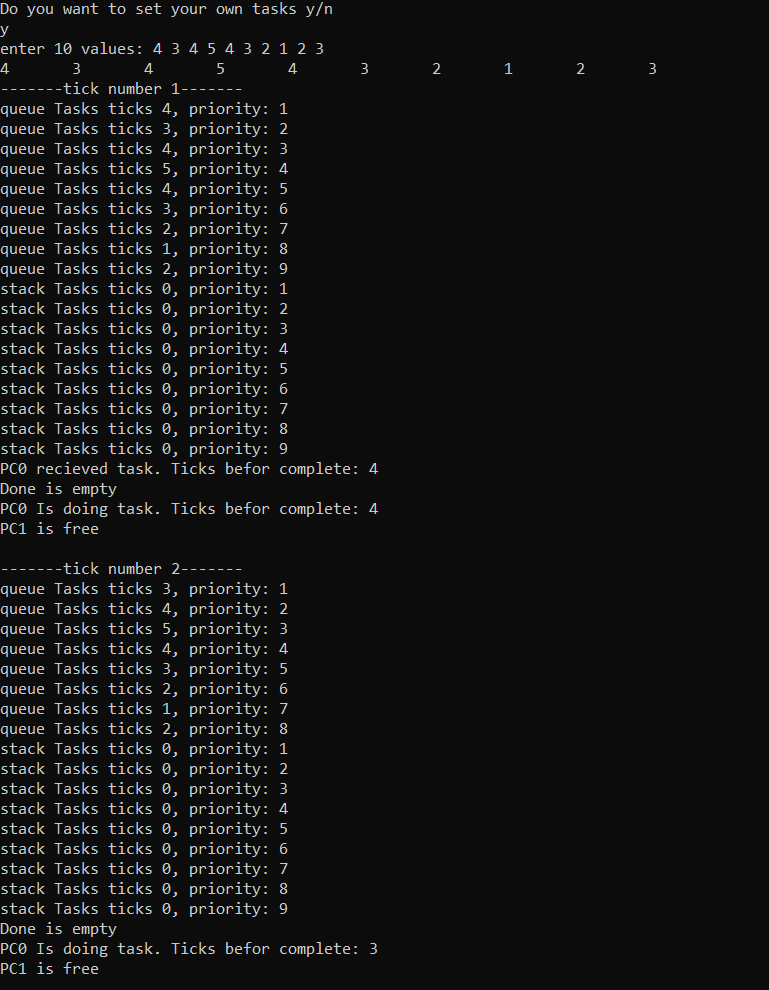 Do you want to set your own tasks y/n
y
enter 10 values: 4 3 4 5 4 3 2 1 2 3
4 3 4 5 4 3 2 1 2 3
-------tick number 1-------
queue Tasks ticks 4, priority: 1
queue Tasks ticks 3, priority: 2
queue Tasks ticks 4, priority: 3
queue Tasks ticks 5, priority: 4
queue Tasks ticks 4, priority: 5
queue Tasks ticks 3, priority: 6
queue Tasks ticks 2, priority: 7
queue Tasks ticks 1, priority: 8
queue Tasks ticks 2, priority: 9
stack Tasks ticks 0, priority: 1
stack Tasks ticks 0, priority: 2
stack Tasks ticks 0, priority: 3
stack Tasks ticks 0, priority: 4
stack Tasks ticks 0, priority: 5
stack Tasks ticks 0, priority: 6
stack Tasks ticks 0, priority: 7
stack Tasks ticks 0, priority: 8
stack Tasks ticks 0, priority: 9
PC0 recieved task. Ticks befor complete: 4
Done is empty
PC0 Is doing task. Ticks befor complete: 4
PC1 is free
-------tick number 2-------
queue Tasks ticks 3, priority: 1
queue Tasks ticks 4, priority: 2
queue Tasks ticks 5, priority: 3
queue Tasks ticks 4, priority: 4
queue Tasks ticks 3, priority: 5
queue Tasks ticks 2, priority: 6
queue Tasks ticks 1, priority: 7
queue Tasks ticks 2, priority: 8
stack Tasks ticks 0, priority: 1
stack Tasks ticks 0, priority: 2
stack Tasks ticks 0, priority: 3
stack Tasks ticks 0, priority: 4
stack Tasks ticks 0, priority: 5
stack Tasks ticks 0, priority: 6
stack Tasks ticks 0, priority: 7
stack Tasks ticks 0, priority: 8
stack Tasks ticks 0, priority: 9
Done is empty
PC0 Is doing task. Ticks befor complete: 3
PC1 is free